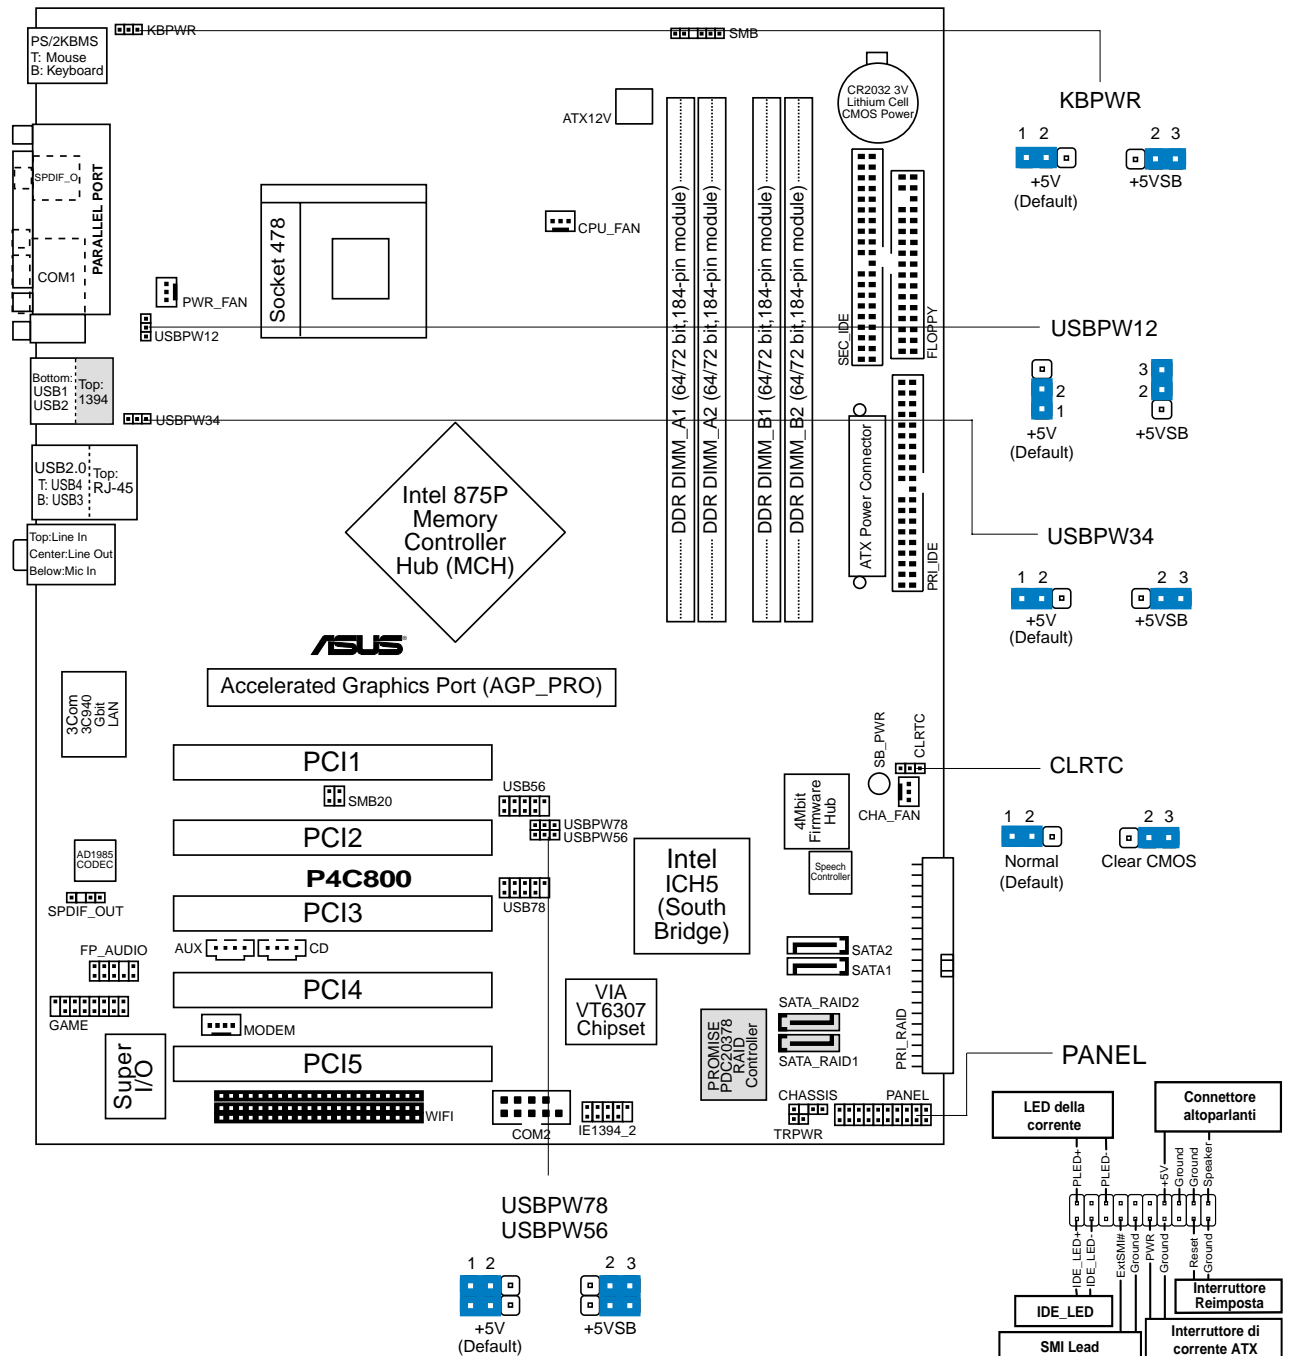 PS/2KBMS
T: Mouse
B: Keyboard
KBPWR
SMB
CR2032 3V
Lithium Cell
CMOS Power
ATX12V
SPDIF_O
PARALLEL PORT
COM1
Socket 478
CPU_FAN
PWR_FAN
USBPW12
DDR DIMM_A1 (64/72 bit,184-pin module)
DDR DIMM_A2 (64/72 bit,184-pin module)
DDR DIMM_B1 (64/72 bit,184-pin module)
DDR DIMM_B2 (64/72 bit,184-pin module)
SEC_IDE
FLOPPY
Bottom:
USB1
USB2
Top:
1394
USBPW34
USB2.0
T: USB4
B: USB3
Top:
RJ-45
Top:Line In
Center:Line Out
Below:Mic In
Intel 875P
Memory
Controller
Hub (MCH)
ATX Power Connector
PRI_IDE
ASUS
Accelerated Graphics Port (AGP_PRO)
3Com
3C940
Gbit
LAN
PCI1
SMB20
USB56
PCI2
USBPW78
USBPW56
P4C800
AD1985
CODEC
SPDIF_OUT
PCI3
USB78
AUX
CD
FP_AUDIO
PCI4
GAME
MODEM
PCI5
Super
I/O
WIFI
COM2
IE1394_2
SB_PWR
CLRTC
CHA_FAN
4Mbit
Firmware
Hub
Speech
Controller
Intel
ICH5
(South
Bridge)
SATA2
SATA1
SATA_RAID2
SATA_RAID1
VIA
VT6307
Chipset
PROMISE
PDC20378
RAID
Controller
PRI_RAID
CHASSIS
TRPWR
PANEL
KBPWR
1 2
2 3
+5V
(Default)
+5VSB
USBPW12
2
1
3
2
+5V
(Default)
+5VSB
USBPW34
1 2
2 3
+5V
(Default)
+5VSB
CLRTC
1 2
2 3
Normal
(Default)
Clear CMOS
PANEL
LED della
corrente
Connettore
altoparlanti
PLED+
PLED-
+5V
Ground
Ground
Speaker
IDE_LED+
IDE_LED-
ExtSMI#
Ground
PWR
Ground
Reset
Ground
IDE_LED
Interruttore
Reimposta
SMI Lead
Interruttore di
corrente ATX
USBPW78
USBPW56
1 2
2 3
+5V
(Default)
+5VSB